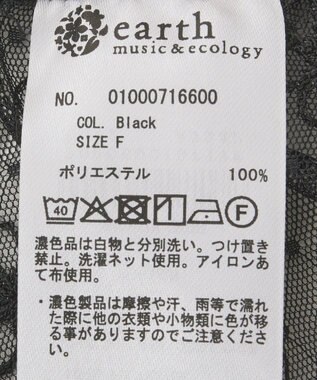 earth
music&ecology
NO. 01000716600
COL. Black
SIZE F
ポリエステル 100%
40 F
濃色品は白物と分別洗い。つけ置き
禁止。洗濯ネット使用。アイロンあ
て布使用。
・濃色製品は摩擦や汗、雨等で濡れ
た際に他の衣類や小物類に色が移
る事がありますのでご注意くださ
い。